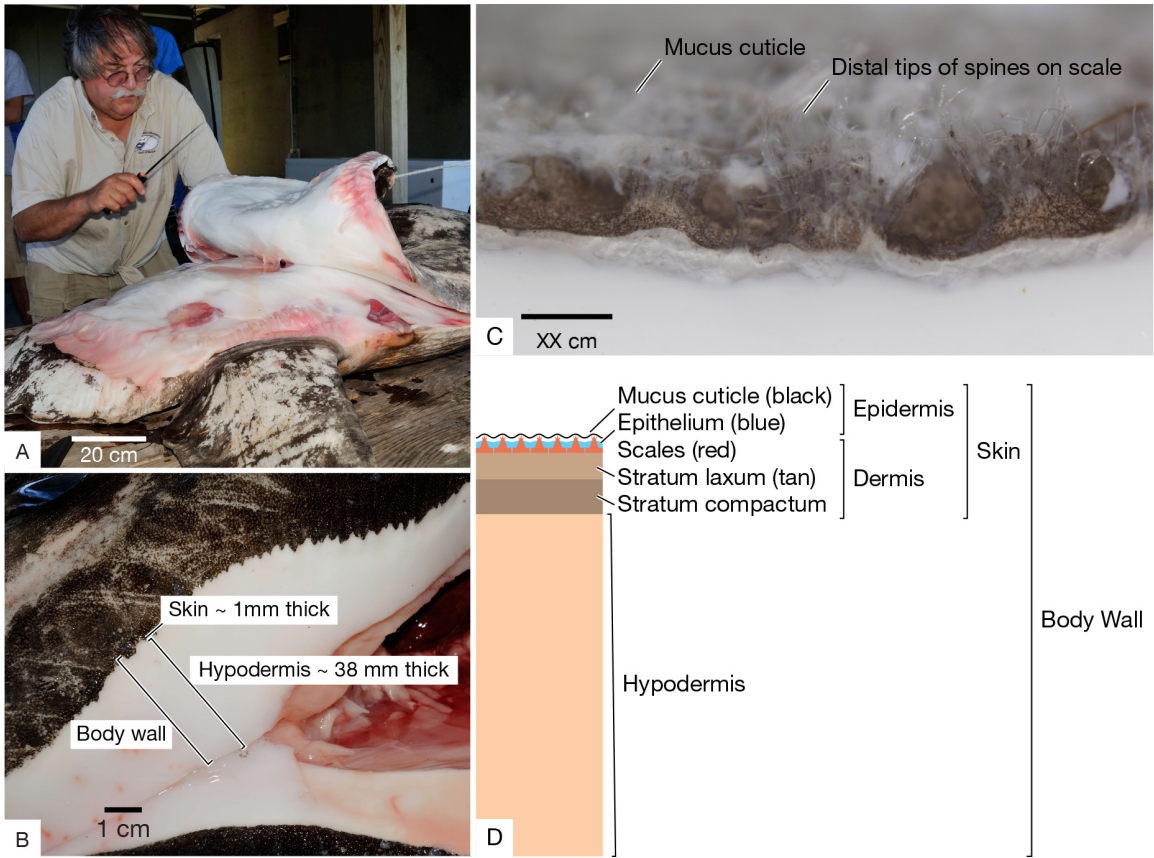 A
20 cm
Skin ~ 1mm thick
Hypodermis ~ 38 mm thick
Body wall
1 cm
B
Mucus cuticle
Distal tips of spines on scale
C
XX cm
Mucus cuticle (black)
Epithelium (blue)
Scales (red)
Stratum laxum (tan)
Stratum compactum
Epidermis
Dermis
Skin
Hypodermis
Body Wall
D